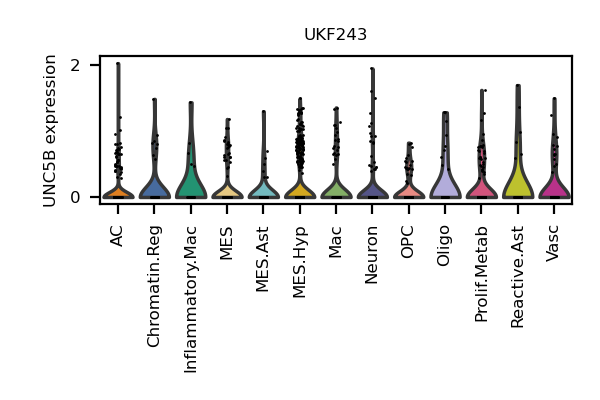 UKF243
UNC5B expression
2
0
AC
Chromatin.Reg
Inflammatory.Mac
MES
MES.Ast
MES.Hyp
Mac
Neuron
OPC
Oligo
Prolif.Metab
Reactive.Ast
Vasc